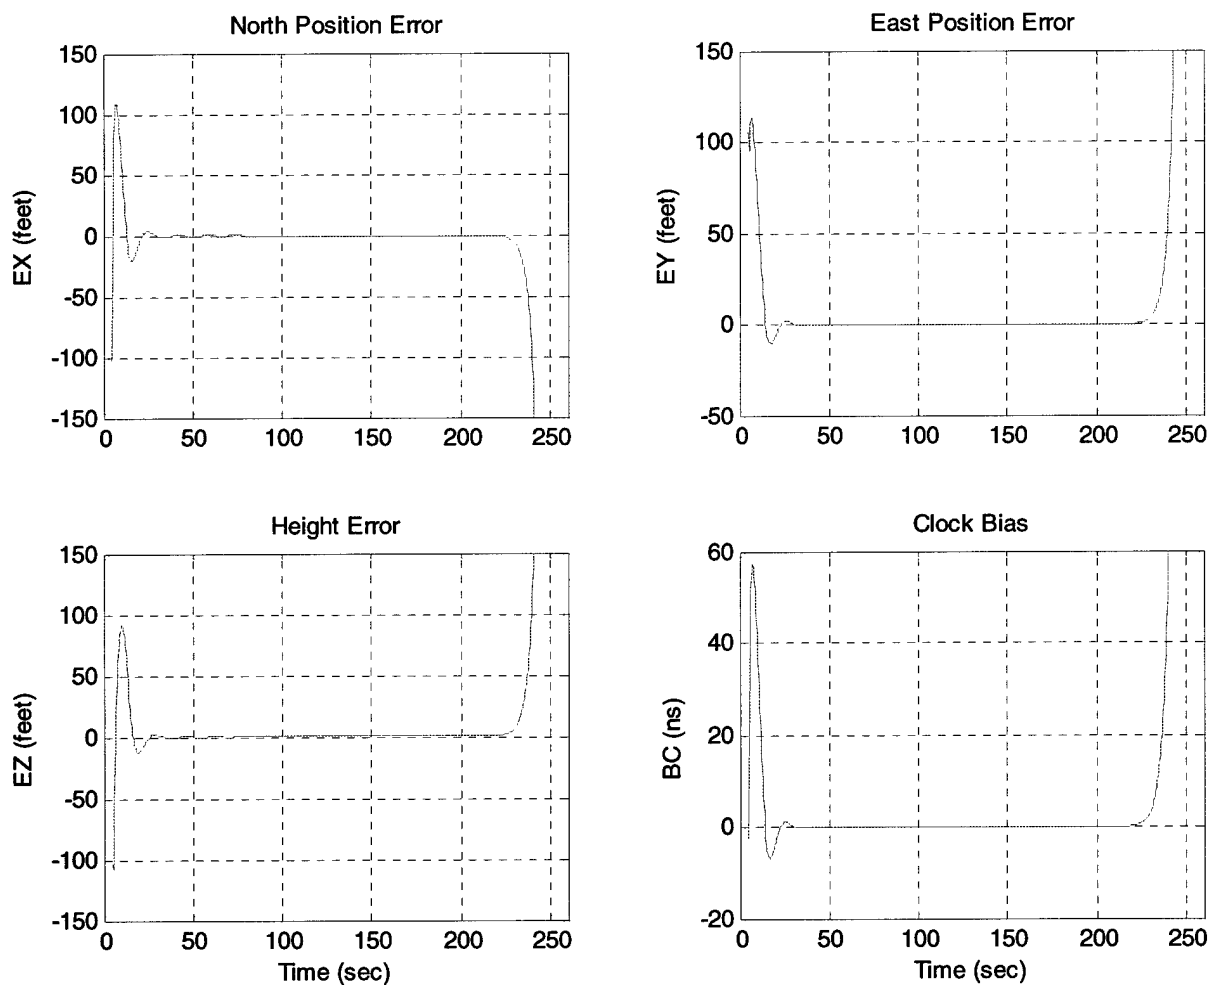 North Position Error
150
100
50
0
-50
-100
-150
EX (feet)
0 50 100 150 200 250
East Position Error
150
100
50
0
-50
EY (feet)
0 50 100 150 200 250
Height Error
150
100
50
0
-50
-100
-150
EZ (feet)
0 50 100 150 200 250
Time (sec)
Clock Bias
60
40
20
0
-20
BC (ns)
0 50 100 150 200 250
Time (sec)